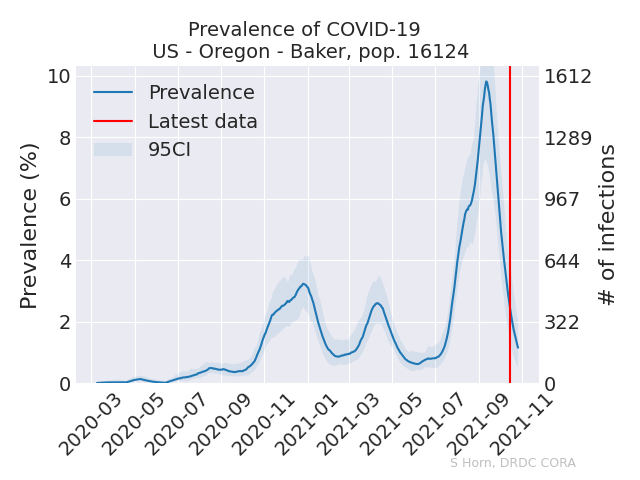 Prevalence of COVID-19
US - Oregon - Baker, pop. 16124
Prevalence (%)
10
8
6
4
2
0
Prevalence
Latest data
95CI
1612
1289
967
644
322
0
# of infections
2020-03
2020-05
2020-07
2020-09
2020-11
2021-01
2021-03
2021-05
2021-07
2021-09
2021-11
S Horn, DRDC CORA